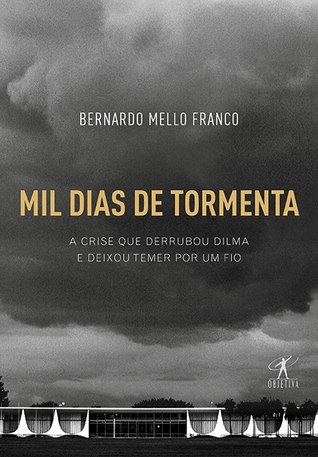 BERNARDO MELLO FRANCO
MIL DIAS DE TORMENTA
A CRISE QUE DERRUBOU DILMA
E DEIXOU TEMER POR UM FIO
OBJETIVA